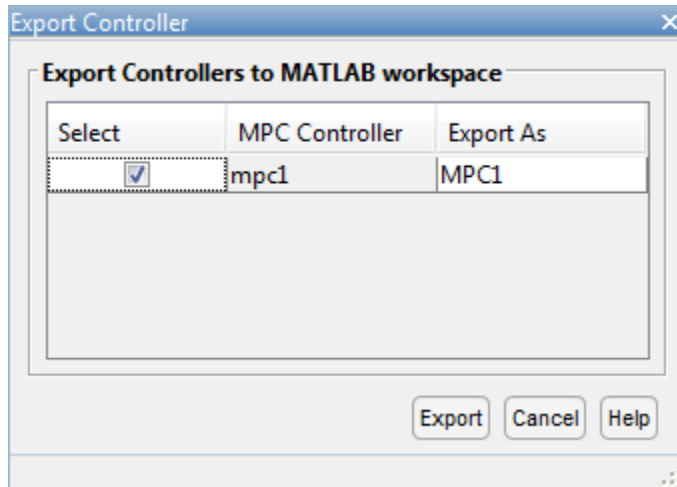 Export Controller
Export Controllers to MATLAB workspace
Select MPC Controller Export As
mpc1 MPC1
Export Cancel Help